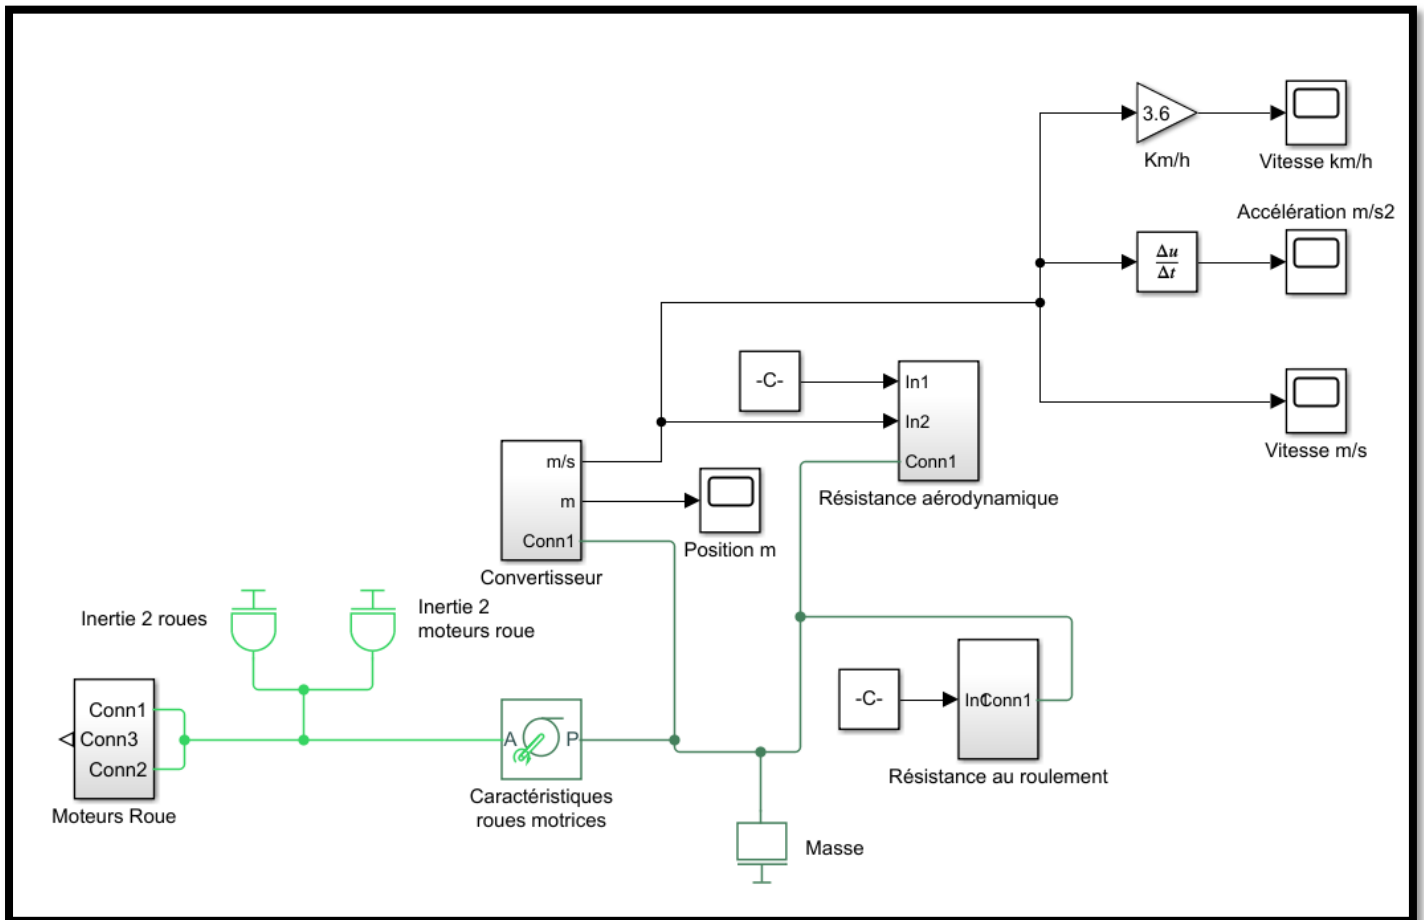 3.6
Km/h
Vitesse km/h
Accélération m/s2
Δu
Δt
Vitesse m/s
-C-
In1
In2
Conn1
Résistance aérodynamique
m/s
m
Conn1
Convertisseur
Position m
Inertie 2 roues
Inertie 2
moteurs roue
Conn1
Conn3
Conn2
Moteurs Roue
A
P
Caractéristiques
roues motrices
-C-
In1
Conn1
Résistance au roulement
Masse